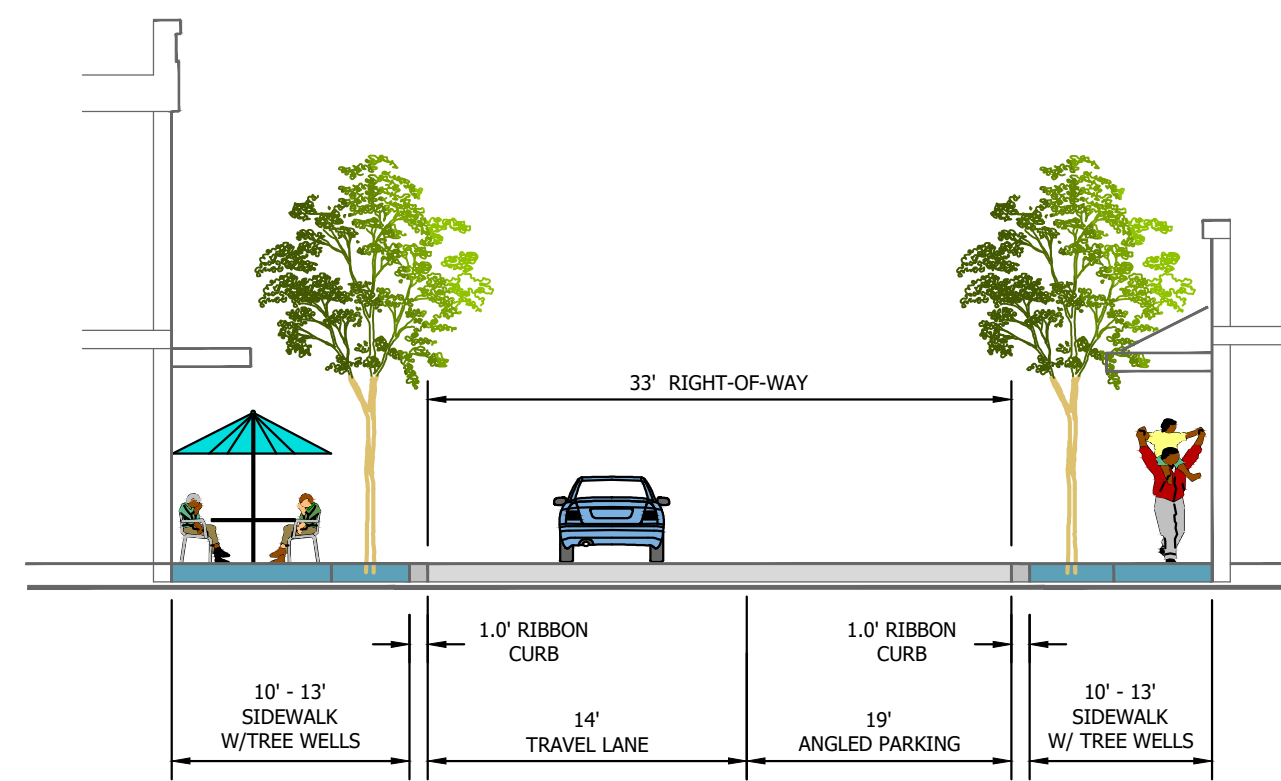 33' RIGHT-OF-WAY
1.0' RIBBON
CURB
1.0' RIBBON
CURB
10' - 13'
SIDEWALK
W/TREE WELLS
14'
TRAVEL LANE
19'
ANGLED PARKING
10' - 13'
SIDEWALK
W/ TREE WELLS